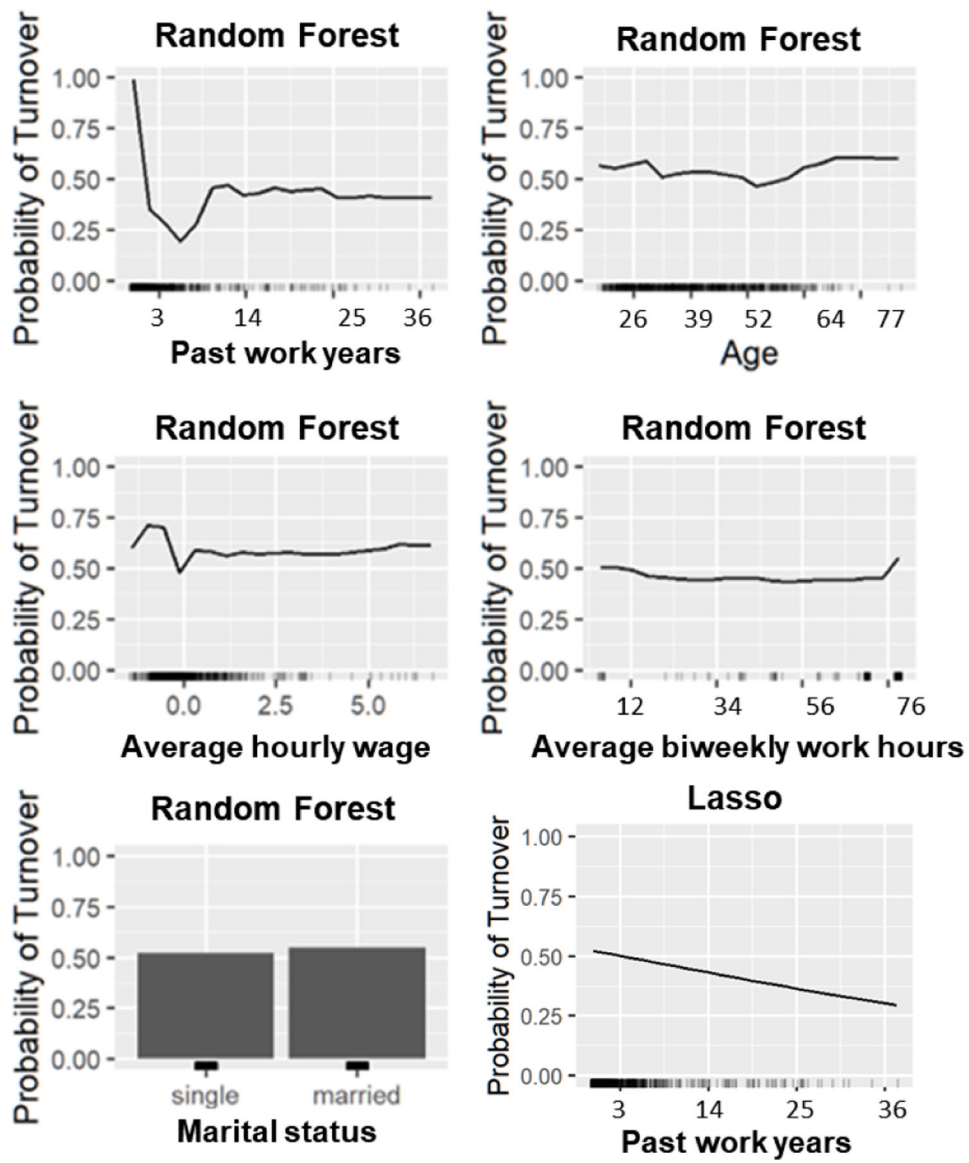 Random Forest
Probability of Turnover
1.00
0.75
0.50
0.25
0.00
3 14 25 36
Past work years
Random Forest
Probability of Turnover
1.00
0.75
0.50
0.25
0.00
26 39 52 64 77
Age
Random Forest
Probability of Turnover
1.00
0.75
0.50
0.25
0.00
0.0 2.5 5.0
Average hourly wage
Random Forest
Probability of Turnover
1.00
0.75
0.50
0.25
0.00
12 34 56 76
Average biweekly work hours
Random Forest
Probability of Turnover
1.00
0.75
0.50
0.25
0.00
single married
Marital status
Lasso
Probability of Turnover
1.00
0.75
0.50
0.25
0.00
3 14 25 36
Past work years